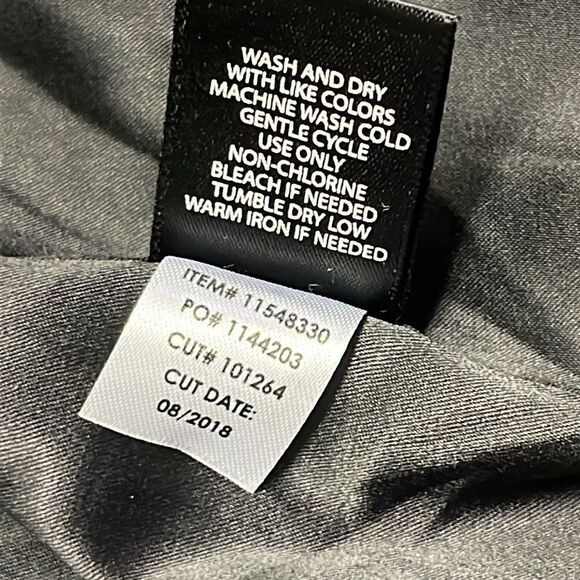 WASH AND DRY
WITH LIKE COLORS
MACHINE WASH COLD
GENTLE CYCLE
USE ONLY
NON-CHLORINE
BLEACH IF NEEDED
TUMBLE DRY LOW
WARM IRON IF NEEDED
ITEM# 11548330
PO# 1144203
CUT# 101264
CUT DATE:
08/2018